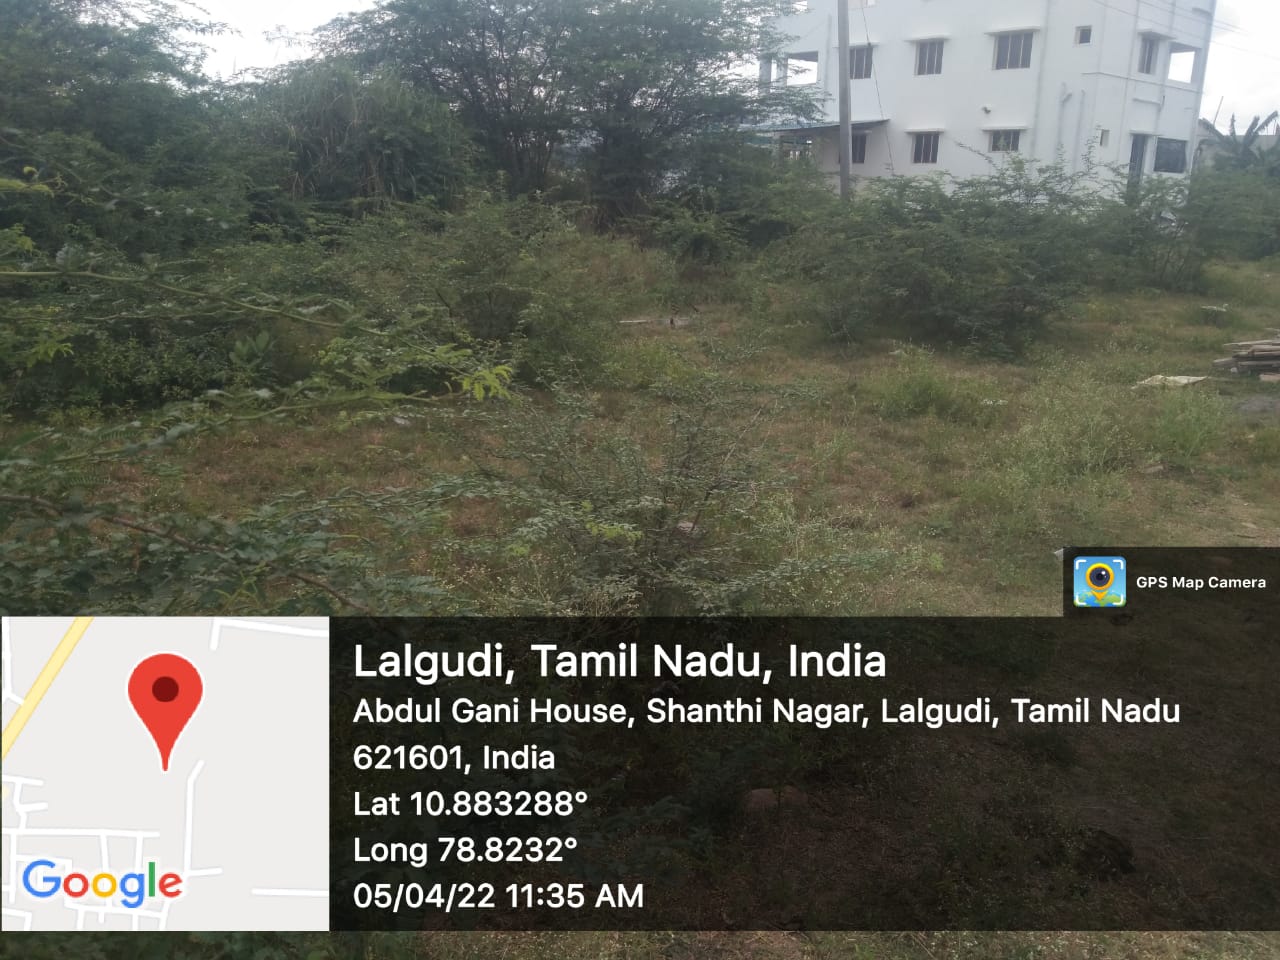 GPS Map Camera
Lalgudi, Tamil Nadu, India
Abdul Gani House, Shanthi Nagar, Lalgudi, Tamil Nadu
621601, India
Lat 10.883288°
Long 78.8232°
05/04/22 11:35 AM
Google